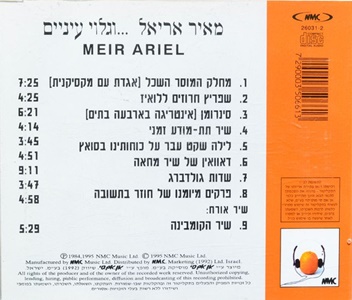 מאיר אריאל ...וגלוי עיניים
MEIR ARIEL
1. מחלק המוסר השכל [אגדת עם מקסיקנית] 7:25
2. שפריץ חרוזים ללואיז 4:25
3. סינרומן [אינטריגה בארבעה בתים] 6:21
4. שיר תת-מודע זמני 4:14
5. לילה שקט עבר על כוחותינו בסואץ 3:45
6. דאווין של שיר מחאה 4:51
7. שדות גולדברג 9:11
8. פרקים מיומנו של חוזר בתשובה 3:47
4:58
שיר אורח:
9. שיר הקומבינה 5:29
℗1984,1995 NMC Music Ltd. ©1995 NMC Music Ltd.
Manufactured by NMC Music Ltd. Distributed by NMC Marketing (1992) Ltd. Israel.
All rights of the producer and of the owner of the recorded work reserved. Unauthorized copying,
lending, hiring, public performance, diffusion and broadcasting of this recording prohibited.
NMC
26031-2
7290003506613
NMC